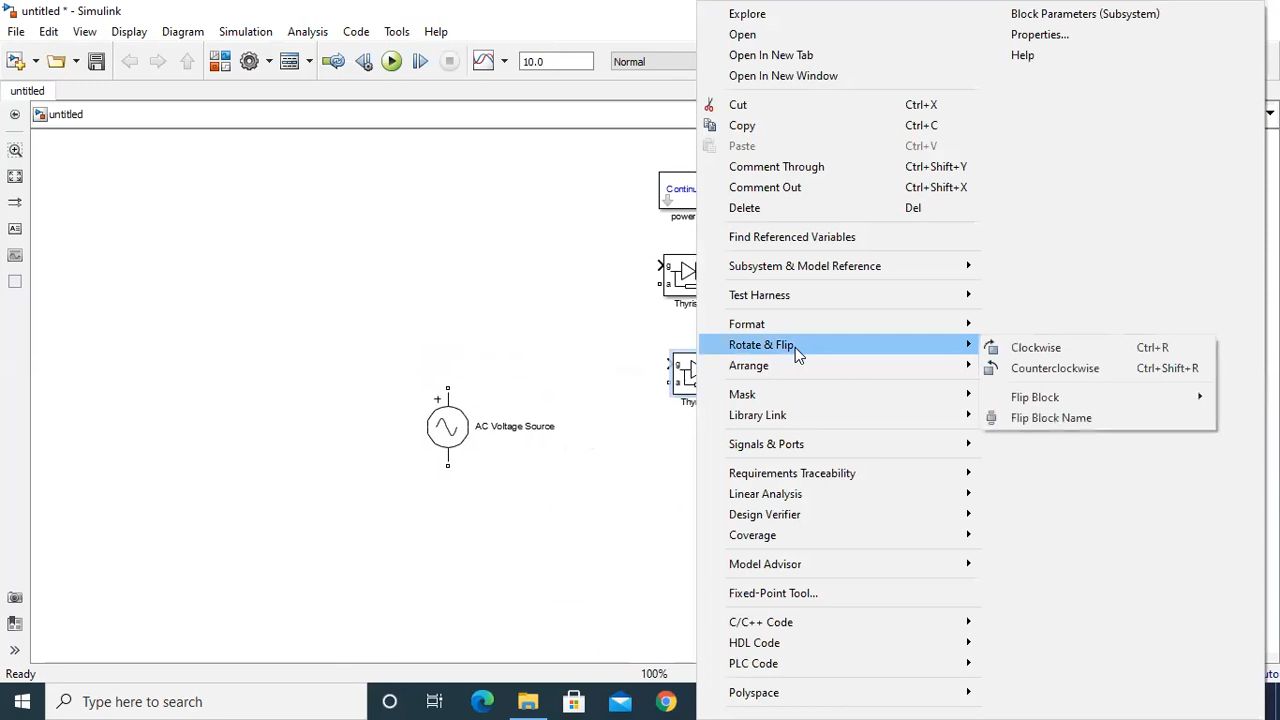 untitled * - Simulink
File Edit View Display Diagram Simulation Analysis Code Tools Help
10.0 Normal
untitled
untitled
Continu
power
g
a
Thyris
g
a
Thy
+
AC Voltage Source
Explore
Open
Open In New Tab
Open In New Window
Cut Ctrl+X
Copy Ctrl+C
Paste Ctrl+V
Comment Through Ctrl+Shift+Y
Comment Out Ctrl+Shift+X
Delete Del
Find Referenced Variables
Subsystem & Model Reference
Test Harness
Format
Rotate & Flip
Arrange
Mask
Library Link
Signals & Ports
Requirements Traceability
Linear Analysis
Design Verifier
Coverage
Model Advisor
Fixed-Point Tool...
C/C++ Code
HDL Code
PLC Code
Polyspace
Block Parameters (Subsystem)
Properties...
Help
Clockwise Ctrl+R
Counterclockwise Ctrl+Shift+R
Flip Block
Flip Block Name
Ready 100% auto
Type here to search